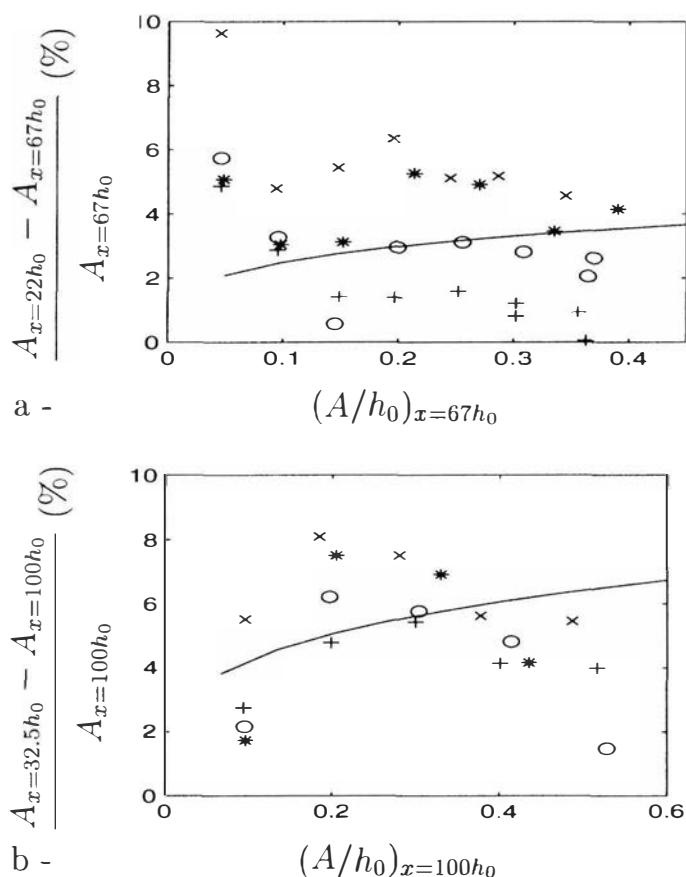 A_{x=22h_0} − A_{x=67h_0} (%)
A_{x=67h_0}
10
8
6
4
2
0
0 0.1 0.2 0.3 0.4
a - (A/h_0)_{x=67h_0}
A_{x=32.5h_0} − A_{x=100h_0} (%)
A_{x=100h_0}
10
8
6
4
2
0
0 0.2 0.4 0.6
b - (A/h_0)_{x=100h_0}